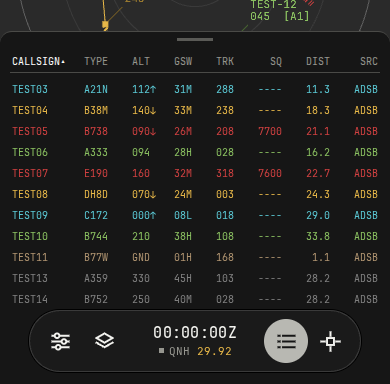 TEST-12
045 [A1]
CALLSIGN▴ TYPE ALT GSW TRK SQ DIST SRC
TEST03 A21N 112↑ 31M 288 ---- 11.3 ADSB
TEST04 B38M 140↓ 33M 238 ---- 18.3 ADSB
TEST05 B738 090↓ 26M 208 7700 21.1 ADSB
TEST06 A333 094 28H 028 ---- 16.2 ADSB
TEST07 E190 160 32M 318 7600 22.7 ADSB
TEST08 DH8D 070↓ 24M 003 ---- 24.3 ADSB
TEST09 C172 000↑ 08L 018 ---- 29.0 ADSB
TEST10 B744 210 38H 108 ---- 33.8 ADSB
TEST11 B77W GND 01H 168 ---- 1.1 ADSB
TEST13 A359 330 45H 103 ---- 28.2 ADSB
TEST14 B752 250 40M 028 ---- 28.2 ADSB
00:00:00Z
QNH 29.92